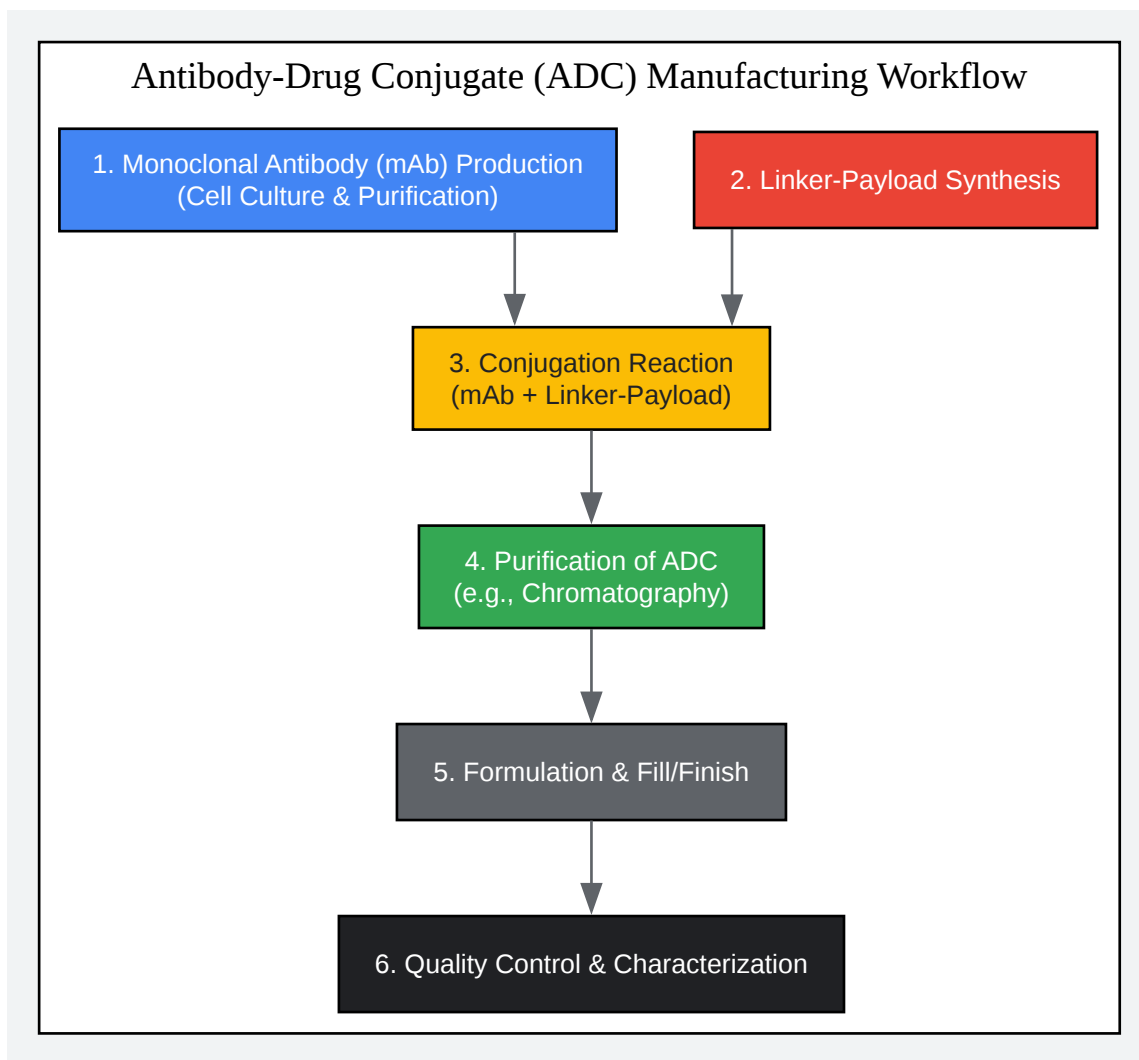 Antibody-Drug Conjugate (ADC) Manufacturing Workflow
1. Monoclonal Antibody (mAb) Production
(Cell Culture & Purification)
2. Linker-Payload Synthesis
3. Conjugation Reaction
(mAb + Linker-Payload)
4. Purification of ADC
(e.g., Chromatography)
5. Formulation & Fill/Finish
6. Quality Control & Characterization